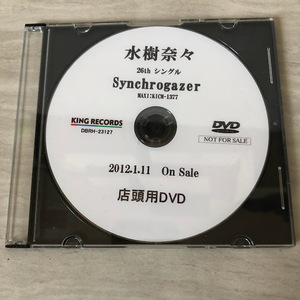 水樹奈々
26th シングル
Synchrogazer
MAXI:KICM-1377
KING RECORDS
DBRH-23127
DVD
NOT FOR SALE
2012.1.11 On Sale
店頭用DVD